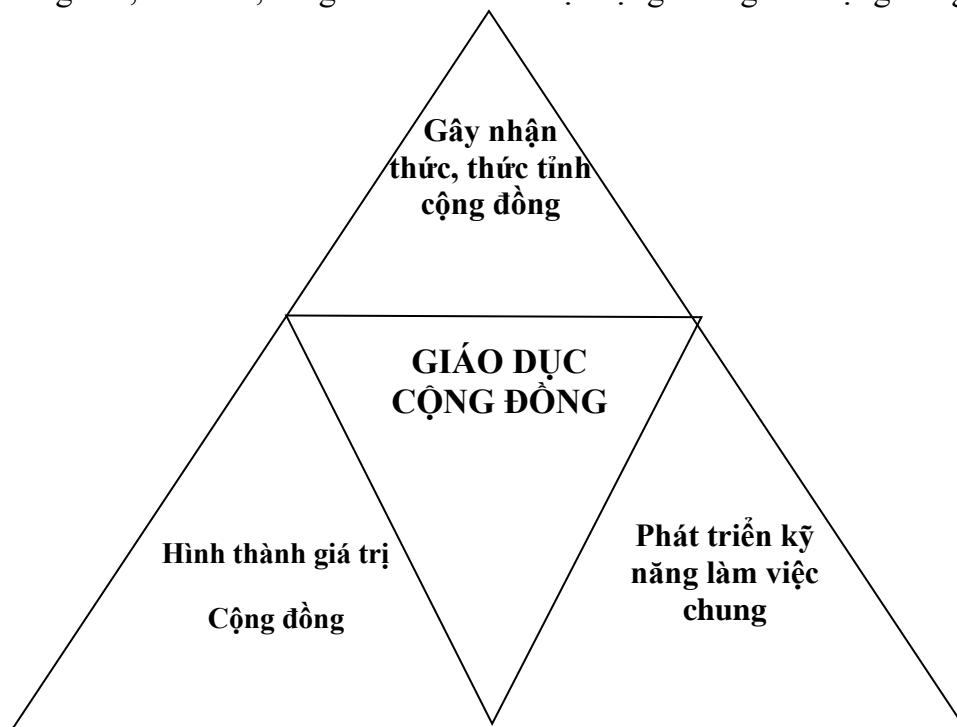 Gây nhận
thức, thức tỉnh
cộng đồng
GIÁO DỤC
CỘNG ĐỒNG
Hình thành giá trị
Cộng đồng
Phát triển kỹ
năng làm việc
chung